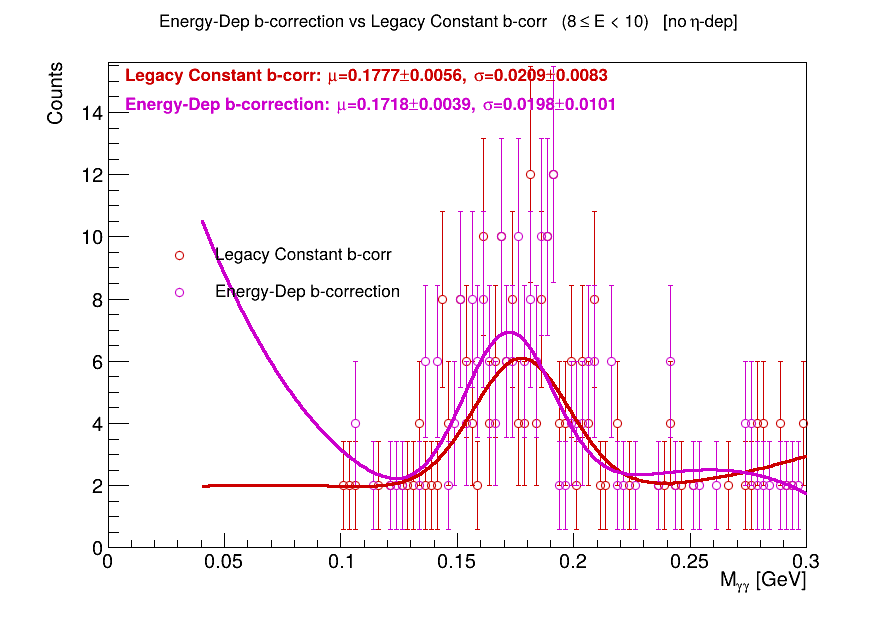 Energy-Dep b-correction vs Legacy Constant b-corr (8 ≤ E < 10) [no η-dep]
Counts
Legacy Constant b-corr: μ=0.1777±0.0056, σ=0.0209±0.0083
Energy-Dep b-correction: μ=0.1718±0.0039, σ=0.0198±0.0101
14
12
10
Legacy Constant b-corr
Energy-Dep b-correction
8
6
4
2
0
0 0.05 0.1 0.15 0.2 0.25 0.3
M_γγ [GeV]